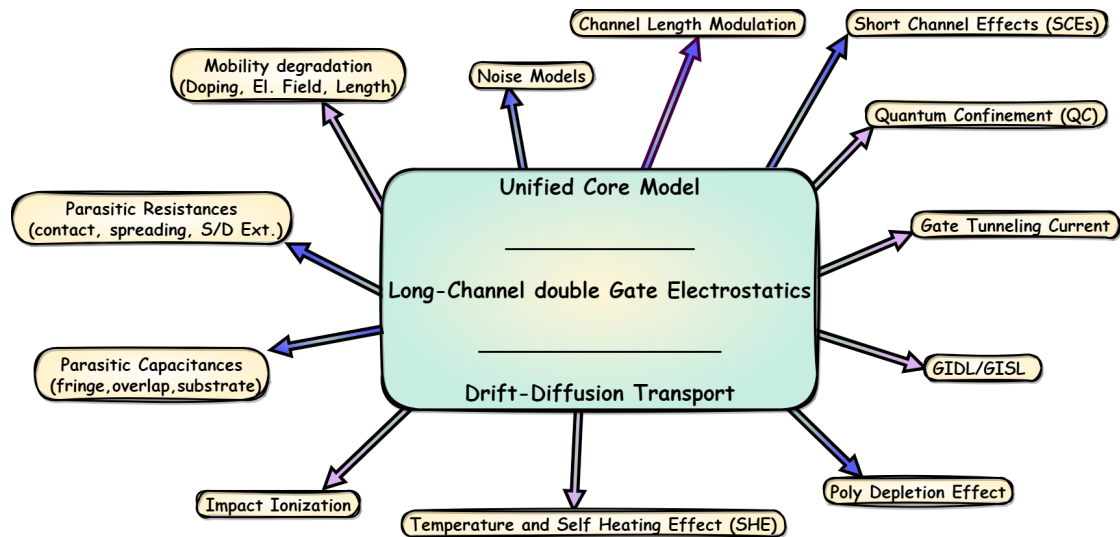 Channel Length Modulation
Short Channel Effects (SCEs)
Mobility degradation
(Doping, El. Field, Length)
Noise Models
Quantum Confinement (QC)
Unified Core Model
Parasitic Resistances
(contact, spreading, S/D Ext.)
Gate Tunneling Current
Long-Channel double Gate Electrostatics
Parasitic Capacitances
(fringe,overlap,substrate)
GIDL/GISL
Drift-Diffusion Transport
Impact Ionization
Poly Depletion Effect
Temperature and Self Heating Effect (SHE)